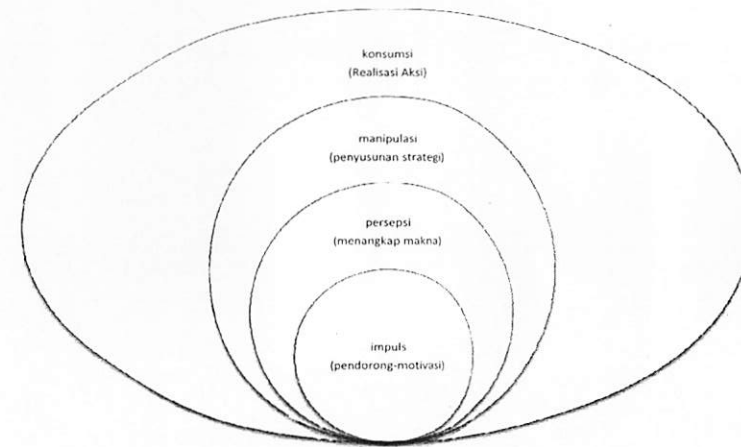 konsumsi
(Realisasi Aksi)
manipulasi
(penyusunan strategi)
persepsi
(menangkap makna)
impuls
(pendorong-motivasi)